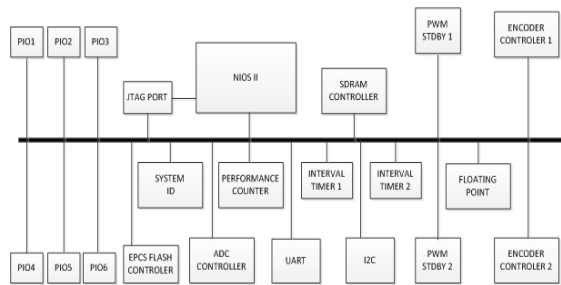 PIO1
PIO2
PIO3
NIOS II
PWM
STDBY 1
ENCODER
CONTROLER 1
JTAG PORT
SDRAM
CONTROLLER
SYSTEM
ID
PERFORMANCE
COUNTER
INTERVAL
TIMER 1
INTERVAL
TIMER 2
FLOATING
POINT
PIO4
PIO5
PIO6
EPCS FLASH
CONTROLER
ADC
CONTROLLER
UART
I2C
PWM
STDBY 2
ENCODER
CONTROLER 2